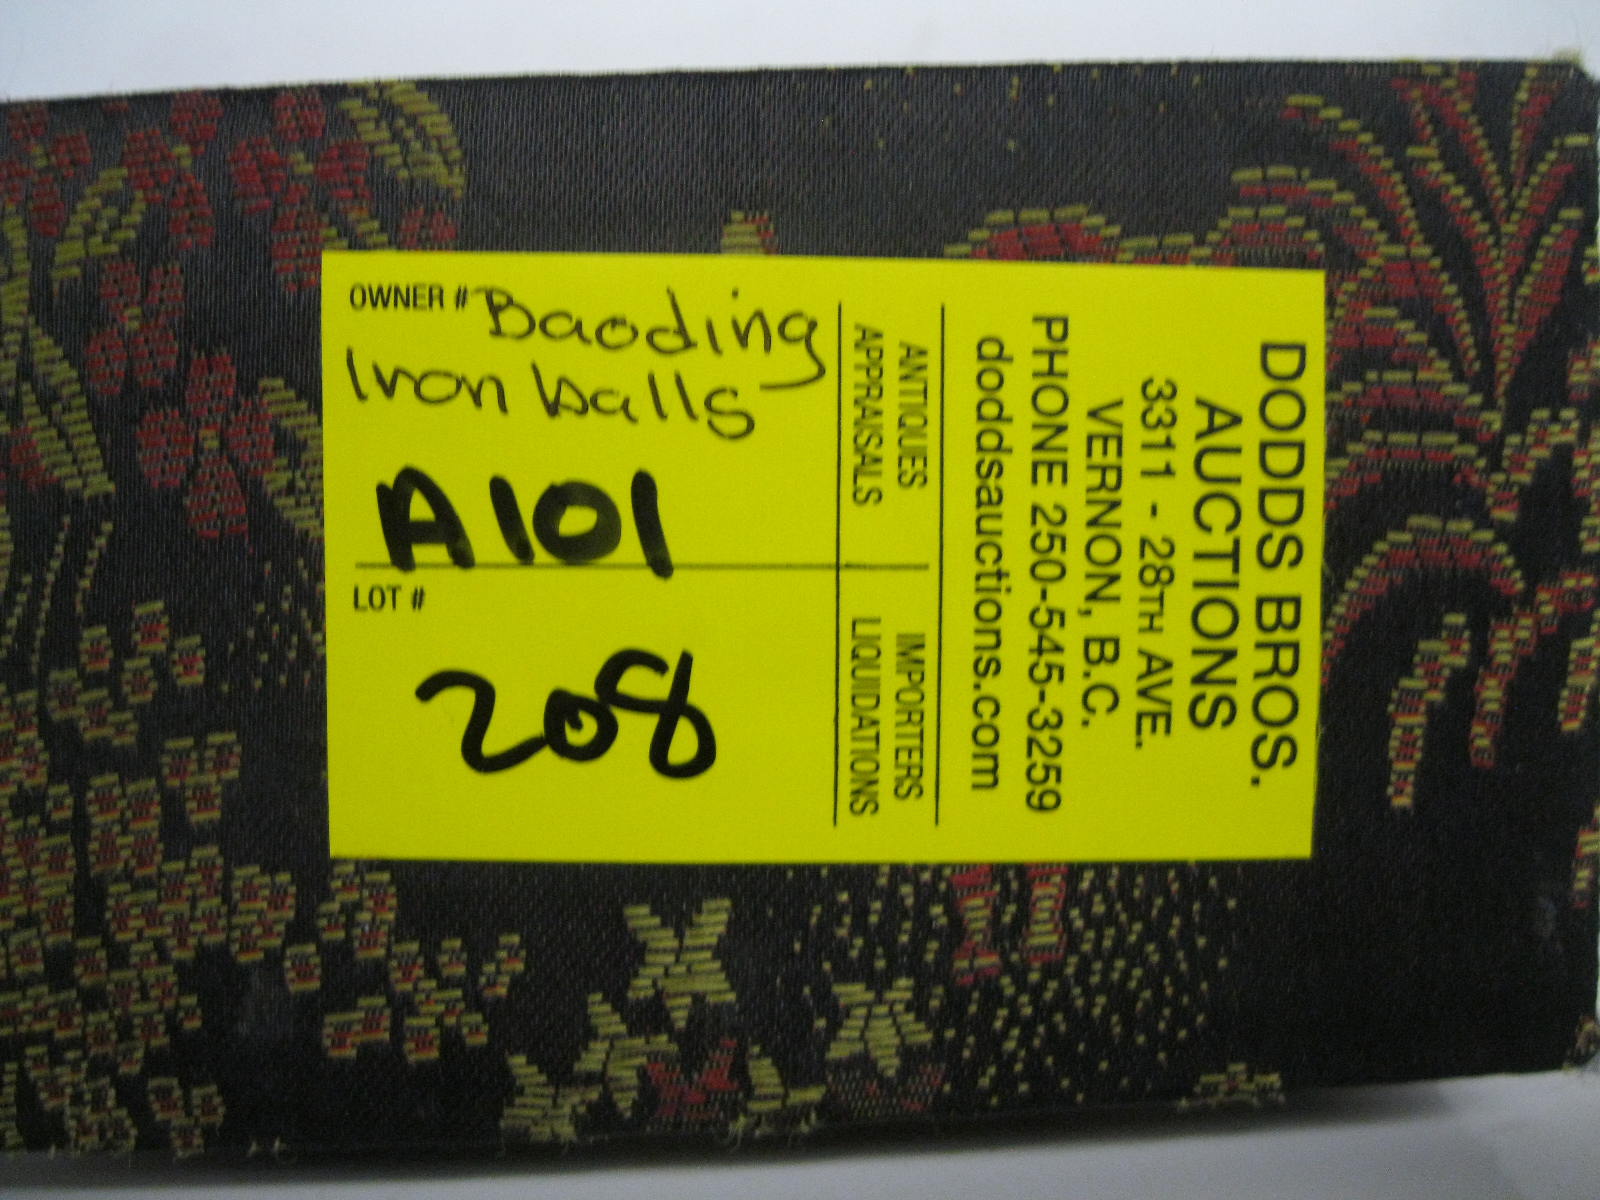 DODDS BROS.
AUCTIONS
3311 - 28TH AVE.
VERNON, B.C.
PHONE 250-545-3259
doddsauctions.com
ANTIQUES
APPRAISALS
IMPORTERS
LIQUIDATIONS
OWNER # Baoding
Iron balls
A101
LOT #
208